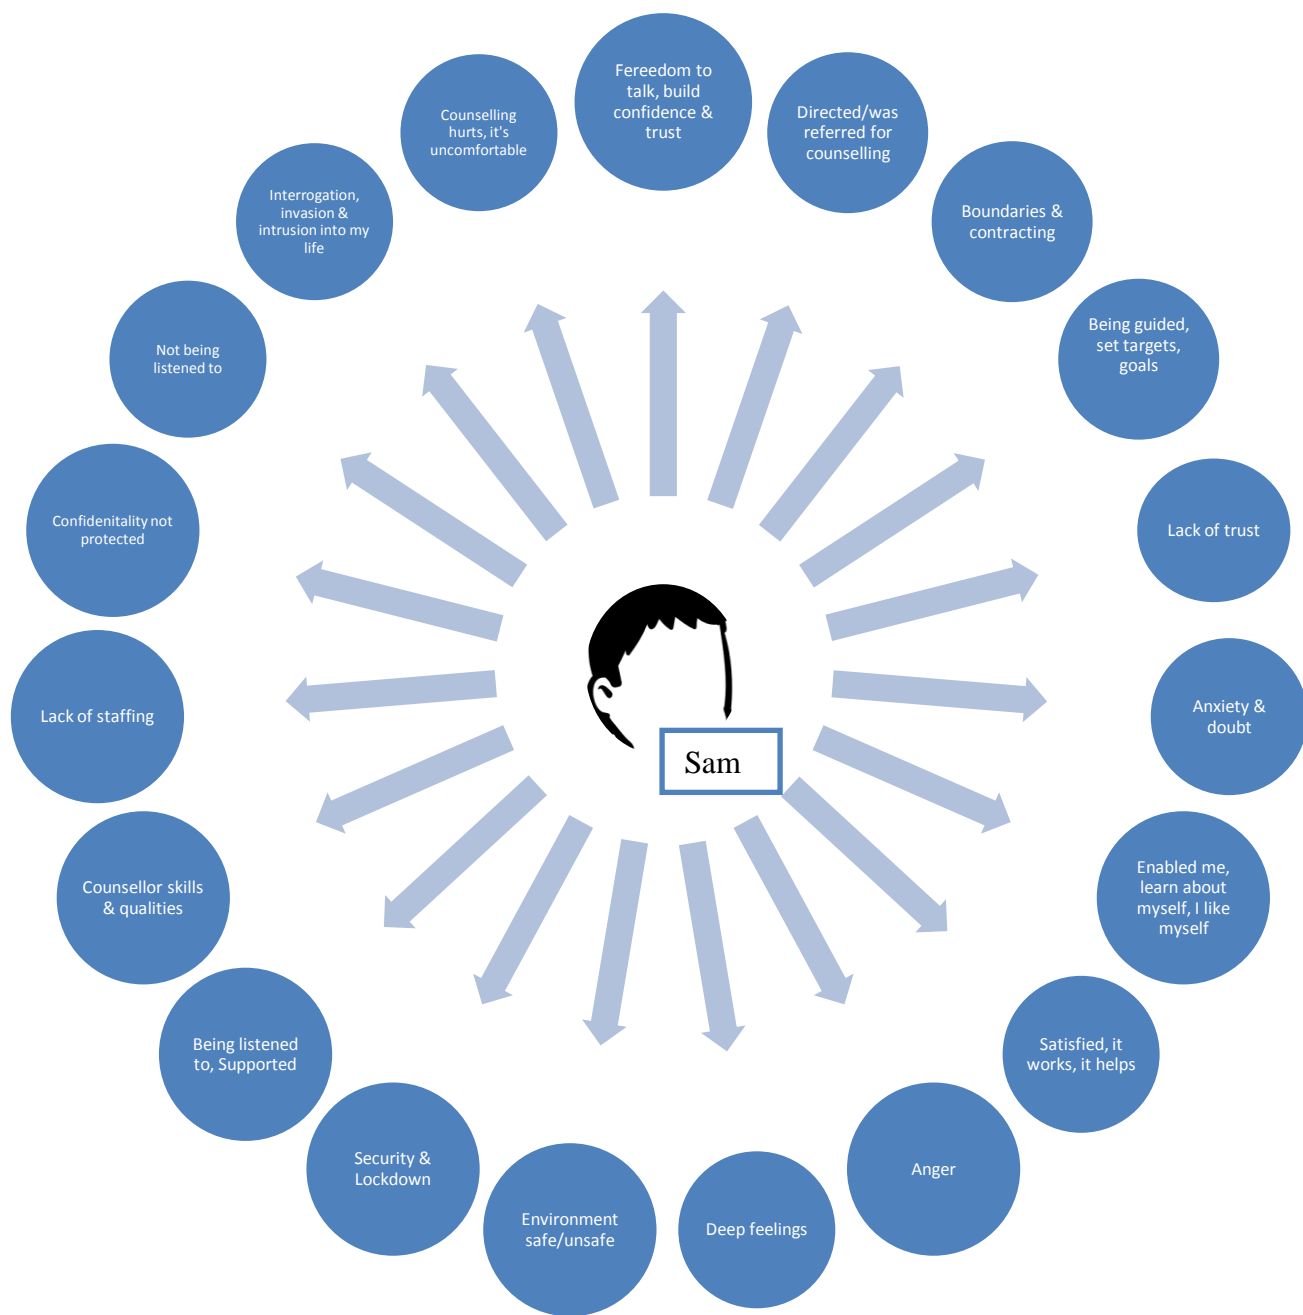 Fereedom to
talk, build
confidence &
trust
Directed/was
referred for
counselling
Boundaries &
contracting
Being guided,
set targets,
goals
Lack of trust
Anxiety &
doubt
Enabled me,
learn about
myself, I like
myself
Satisfied, it
works, it helps
Anger
Deep feelings
Environment
safe/unsafe
Security &
Lockdown
Being listened
to, Supported
Counsellor skills
& qualities
Lack of staffing
Confidenitality not
protected
Not being
listened to
Interrogation,
invasion &
intrusion into my
life
Counselling
hurts, it's
uncomfortable
Sam